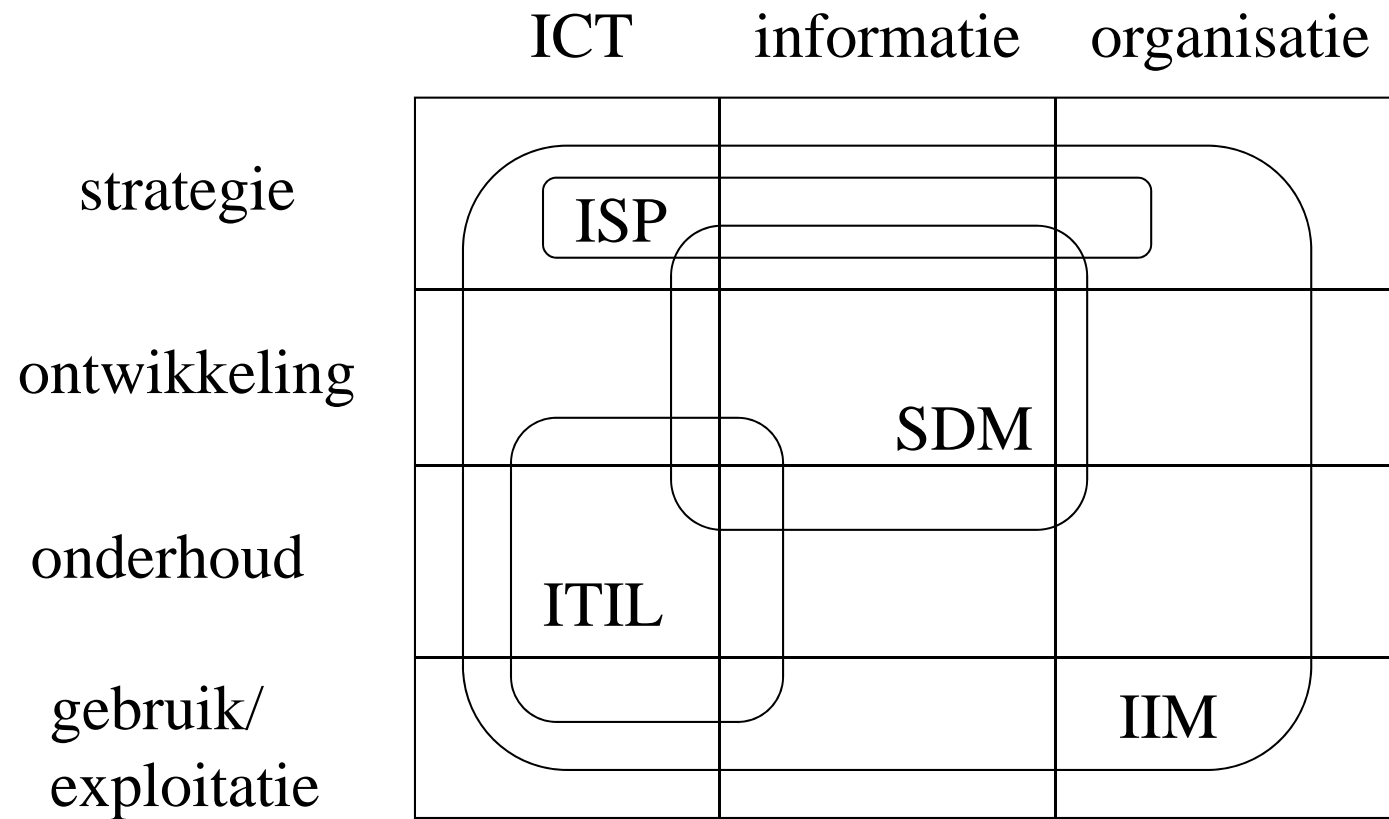 ICT informatie organisatie
strategie
ISP
ontwikkeling
SDM
onderhoud
ITIL
gebruik/
exploitatie
IIM